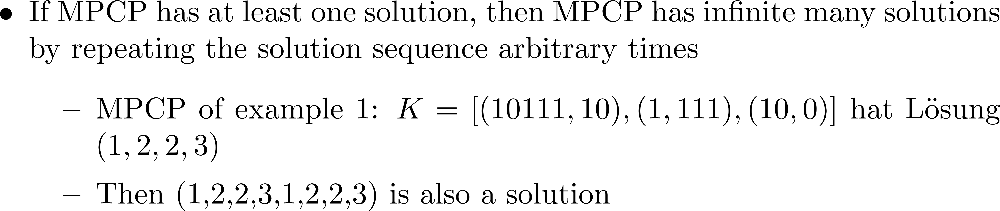 • If MPCP has at least one solution, then MPCP has infinite many solutions
by repeating the solution sequence arbitrary times
– MPCP of example 1: K = [(10111, 10), (1, 111), (10, 0)] hat Lösung
(1, 2, 2, 3)
– Then (1,2,2,3,1,2,2,3) is also a solution